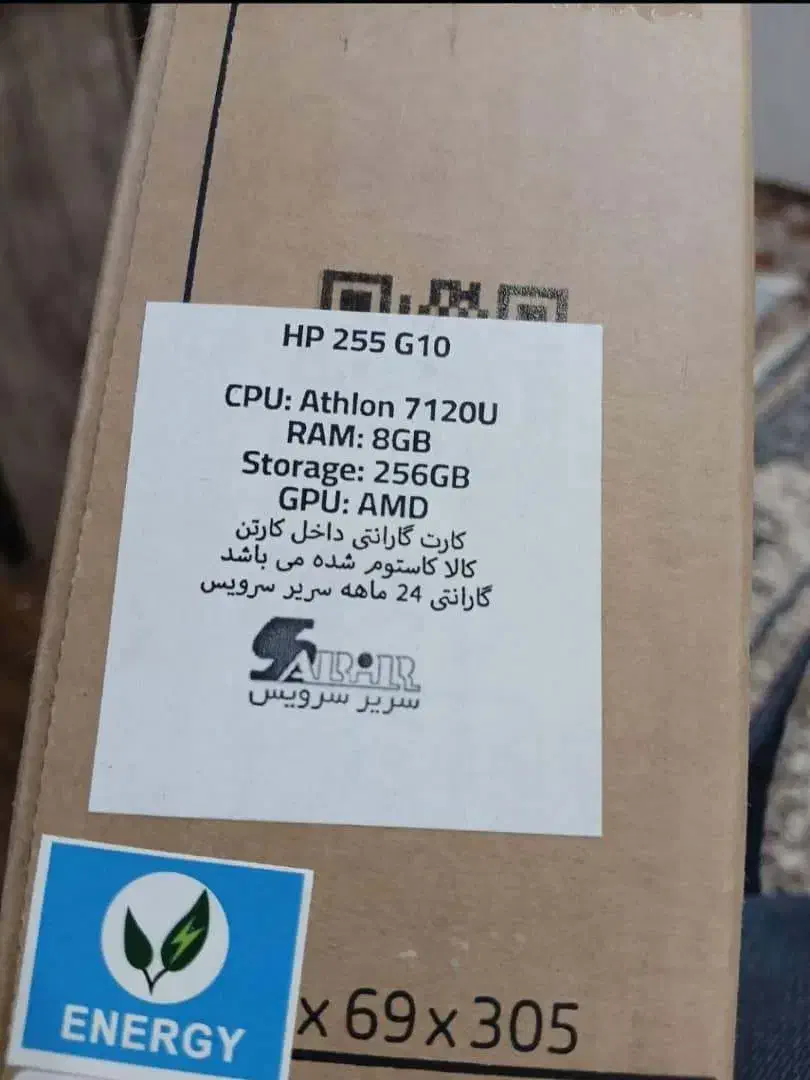 HP 255 G10
CPU: Athlon 7120U
RAM: 8GB
Storage: 256GB
GPU: AMD
کارت گارانتی داخل کارتن
کالا کاستوم شده می باشد
گارانتی 24 ماهه سریر سرویس
SARIR
سریر سرویس
ENERGY
x 69 x 305